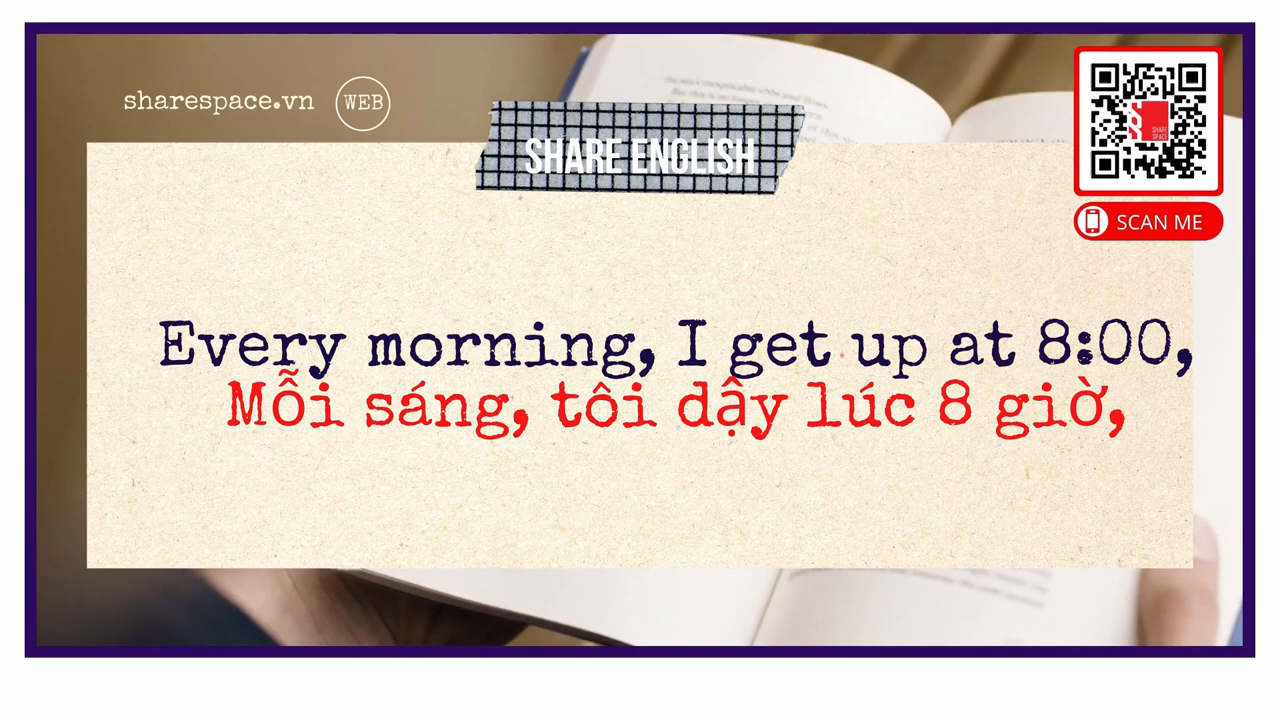 sharespace.vn WEB
SHARE ENGLISH
SCAN ME
Every morning, I get up at 8:00,
Mỗi sáng, tôi dậy lúc 8 giờ,